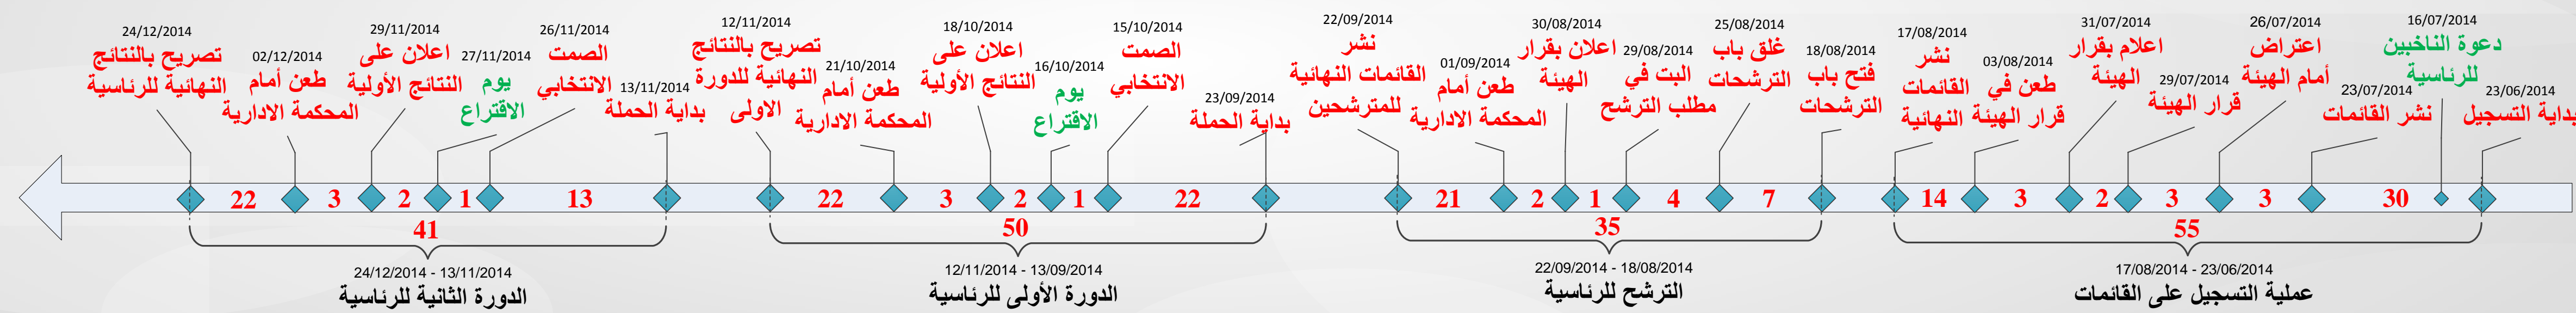 23/06/2014
بداية التسجيل
16/07/2014
دعوة الناخبين
للرئاسية
23/07/2014
نشر القائمات
26/07/2014
اعتراض
أمام الهيئة
29/07/2014
قرار الهيئة
31/07/2014
اعلام بقرار
الهيئة
03/08/2014
طعن في
قرار الهيئة
17/08/2014
نشر
القائمات
النهائية
18/08/2014
فتح باب
الترشحات
25/08/2014
غلق باب
الترشحات
29/08/2014
البت في
مطلب الترشح
30/08/2014
اعلان بقرار
الهيئة
01/09/2014
طعن أمام
المحكمة الادارية
22/09/2014
نشر
القائمات النهائية
للمترشحين
23/09/2014
بداية الحملة
15/10/2014
الصمت
الانتخابي
16/10/2014
يوم
الاقتراع
18/10/2014
اعلان على
النتائج الأولية
21/10/2014
طعن أمام
المحكمة الادارية
12/11/2014
تصريح بالنتائج
النهائية للدورة
الاولى
13/11/2014
بداية الحملة
26/11/2014
الصمت
الانتخابي
27/11/2014
يوم
الاقتراع
29/11/2014
اعلان على
النتائج الأولية
02/12/2014
طعن أمام
المحكمة الادارية
24/12/2014
تصريح بالنتائج
النهائية للرئاسية
30
3
3
2
3
14
7
4
1
2
21
22
1
2
3
22
13
1
2
3
22
55
17/08/2014 - 23/06/2014
عملية التسجيل على القائمات
35
22/09/2014 - 18/08/2014
الترشح للرئاسية
50
12/11/2014 - 13/09/2014
الدورة الأولى للرئاسية
41
24/12/2014 - 13/11/2014
الدورة الثانية للرئاسية